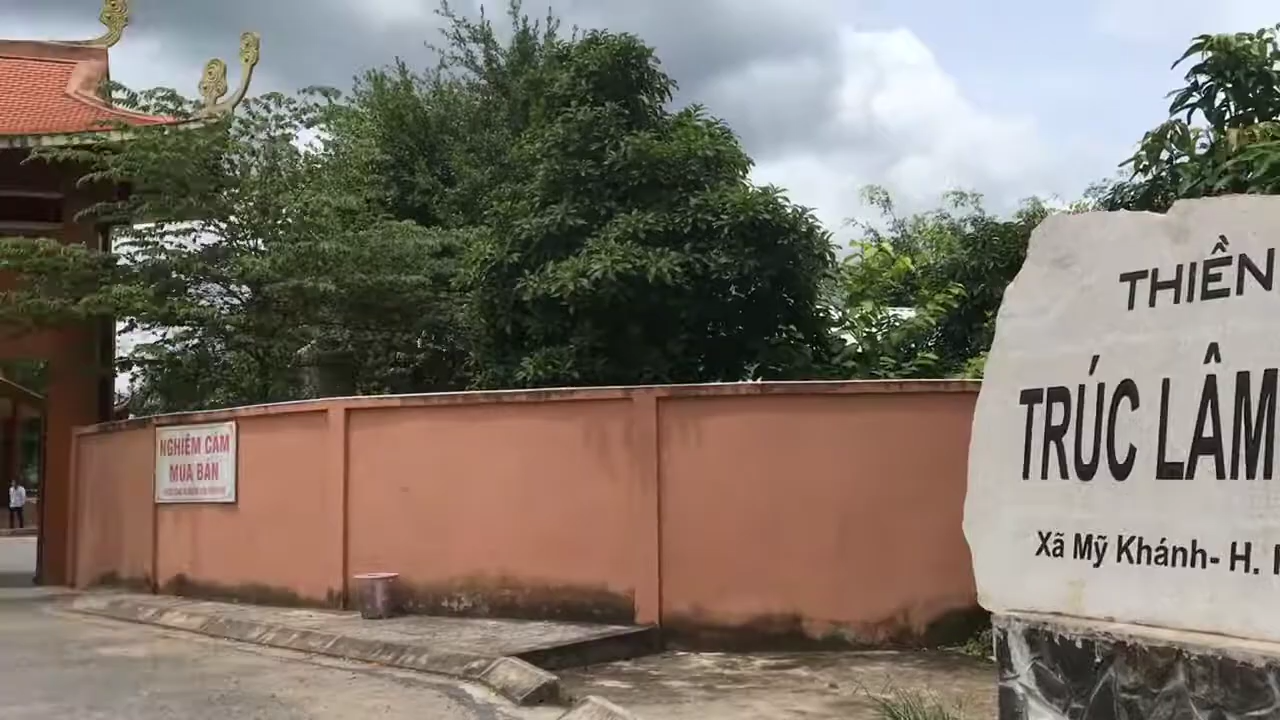 NGHIÊM CẤM
MUA BÁN
THIỀN
TRÚC LÂM
Xã Mỹ Khánh- H.